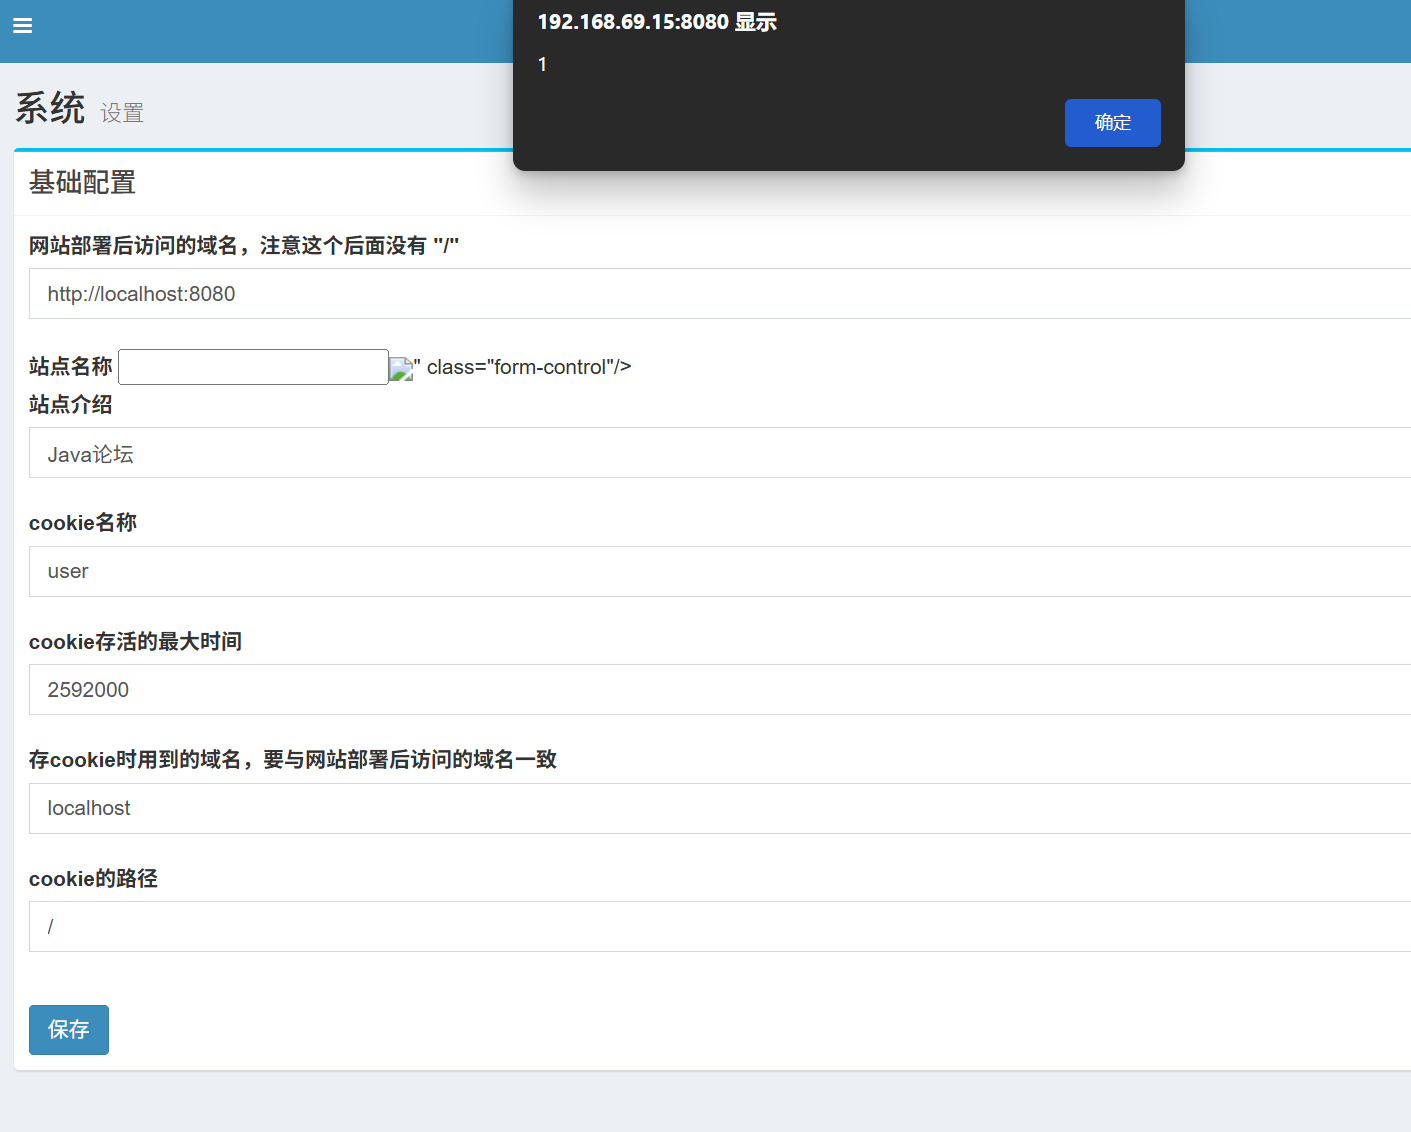 192.168.69.15:8080 显示
1
确定
系统 设置
基础配置
网站部署后访问的域名，注意这个后面没有 "/"
http://localhost:8080
站点名称 " class="form-control"/>
站点介绍
Java论坛
cookie名称
user
cookie存活的最大时间
2592000
存cookie时用到的域名，要与网站部署后访问的域名一致
localhost
cookie的路径
/
保存